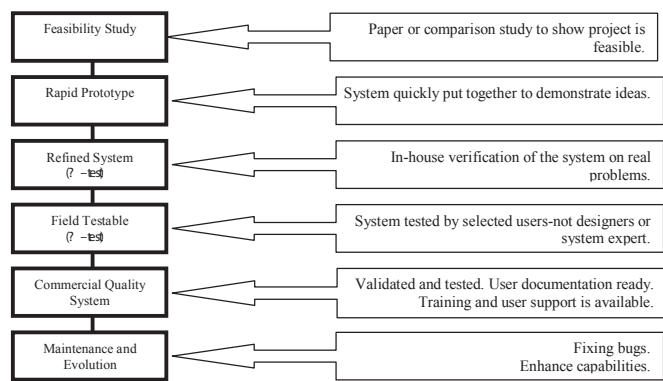 Feasibility Study
Paper or comparison study to show project is
feasible.
Rapid Prototype
System quickly put together to demonstrate ideas.
Refined System
(? – test)
In-house verification of the system on real
problems.
Field Testable
(? – test)
System tested by selected users-not designers or
system expert.
Commercial Quality
System
Validated and tested. User documentation ready.
Training and user support is available.
Maintenance and
Evolution
Fixing bugs.
Enhance capabilities.